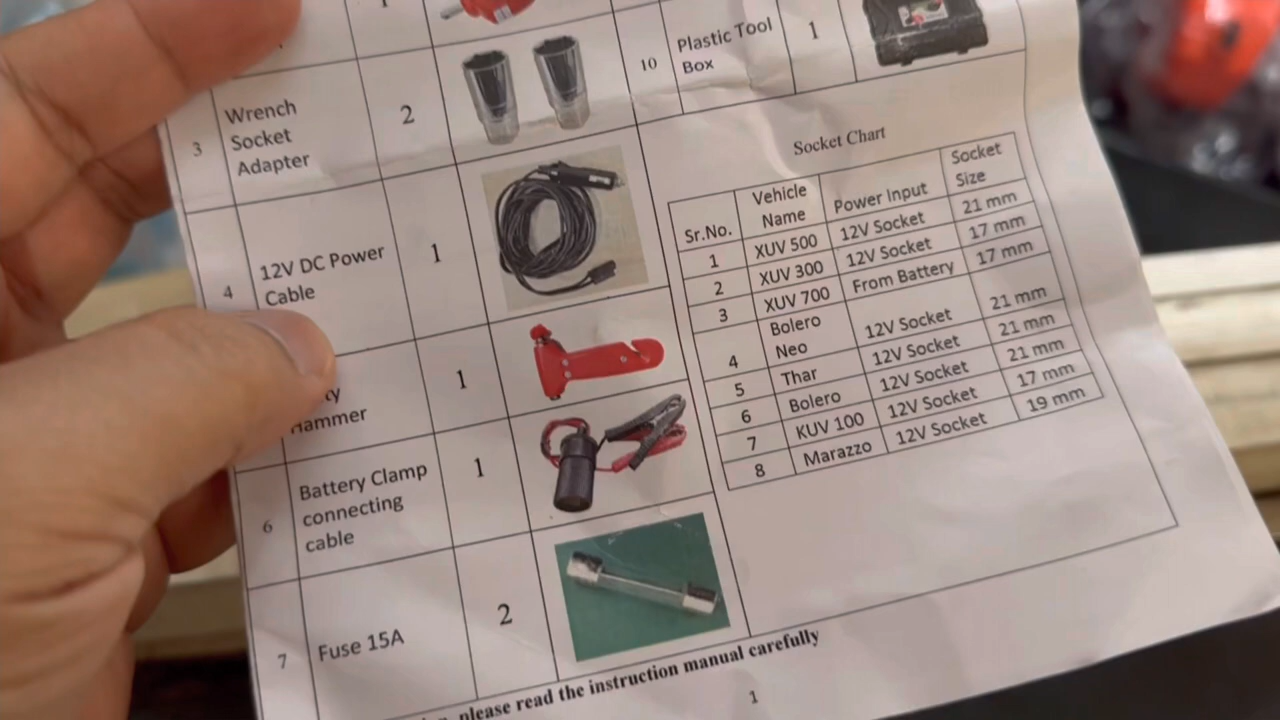 1
3
Wrench
Socket
Adapter
2
4
12V DC Power
Cable
1
ty
Hammer
1
6
Battery Clamp
connecting
cable
1
7
Fuse 15A
2
10
Plastic Tool
Box
1
Socket Chart
Sr.No. Vehicle Name Power Input Socket Size
1 XUV 500 12V Socket 21 mm
2 XUV 300 12V Socket 17 mm
3 XUV 700 From Battery 17 mm
4 Bolero Neo 12V Socket 21 mm
5 Thar 12V Socket 21 mm
6 Bolero 12V Socket 21 mm
7 KUV 100 12V Socket 17 mm
8 Marazzo 12V Socket 19 mm
please read the instruction manual carefully
1